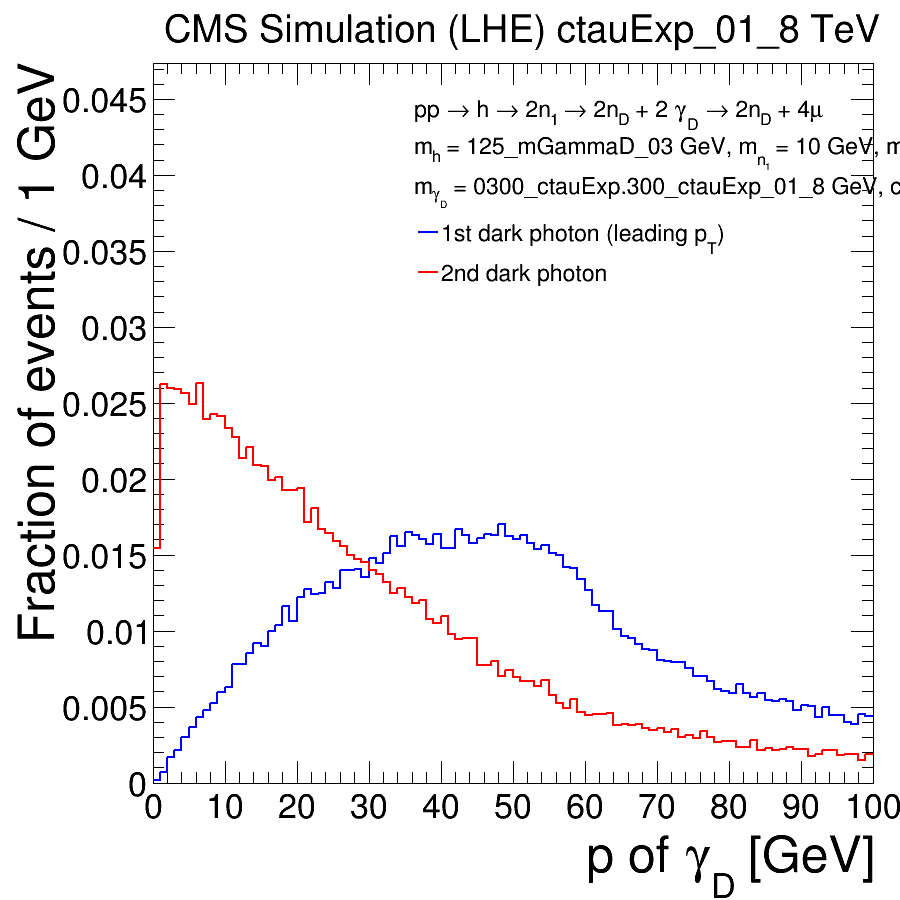 CMS Simulation (LHE) ctauExp_01_8 TeV
pp → h → 2n1 → 2nD + 2 γD → 2nD + 4μ
mh = 125_mGammaD_03 GeV, mn1 = 10 GeV, m
mγD = 0300_ctauExp.300_ctauExp_01_8 GeV, c
1st dark photon (leading pT)
2nd dark photon
Fraction of events / 1 GeV
0.045
0.04
0.035
0.03
0.025
0.02
0.015
0.01
0.005
0
0 10 20 30 40 50 60 70 80 90 100
p of γD [GeV]